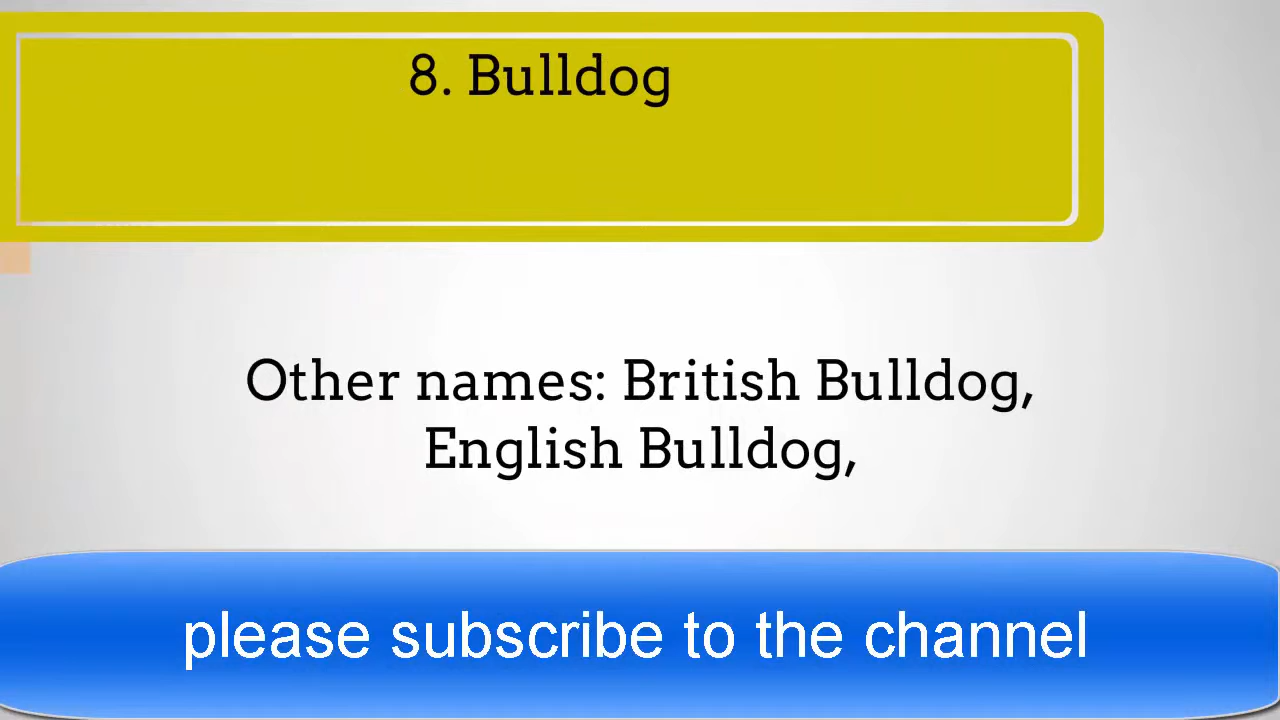 8. Bulldog
Other names: British Bulldog,
English Bulldog,
please subscribe to the channel